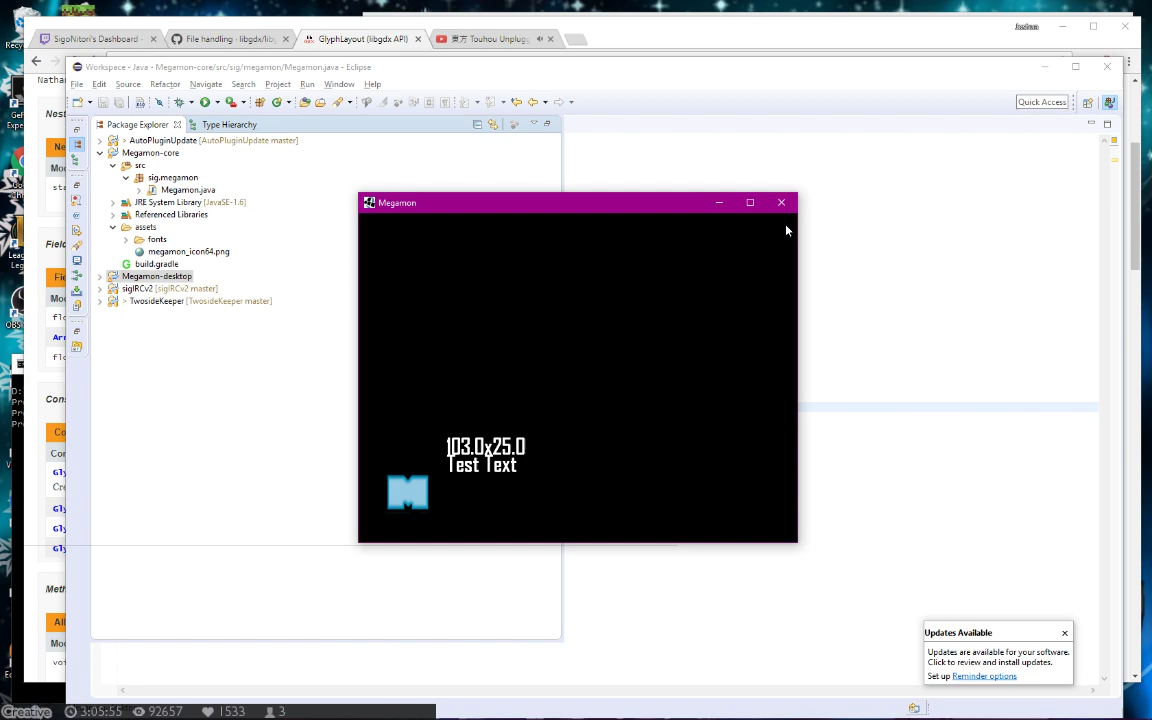 Joshua
SigoNitori's Dashboard -
File handling - libgdx/lib
GlyphLayout (libgdx API)
東方 Touhou Unplugg
Workspace - Java - Megamon-core/src/sig/megamon/Megamon.java - Eclipse
File Edit Source Refactor Navigate Search Project Run Window Help
Quick Access
Package Explorer
Type Hierarchy
> AutoPluginUpdate [AutoPluginUpdate master]
Megamon-core
src
sig.megamon
Megamon.java
JRE System Library [JavaSE-1.6]
Referenced Libraries
assets
fonts
megamon_icon64.png
build.gradle
Megamon-desktop
sigIRCv2 [sigIRCv2 master]
> TwosideKeeper [TwosideKeeper master]
Megamon
103.0x25.0
Test Text
Updates Available
Updates are available for your software.
Click to review and install updates.
Set up Reminder options
Creative 3:05:55 92657 1533 3